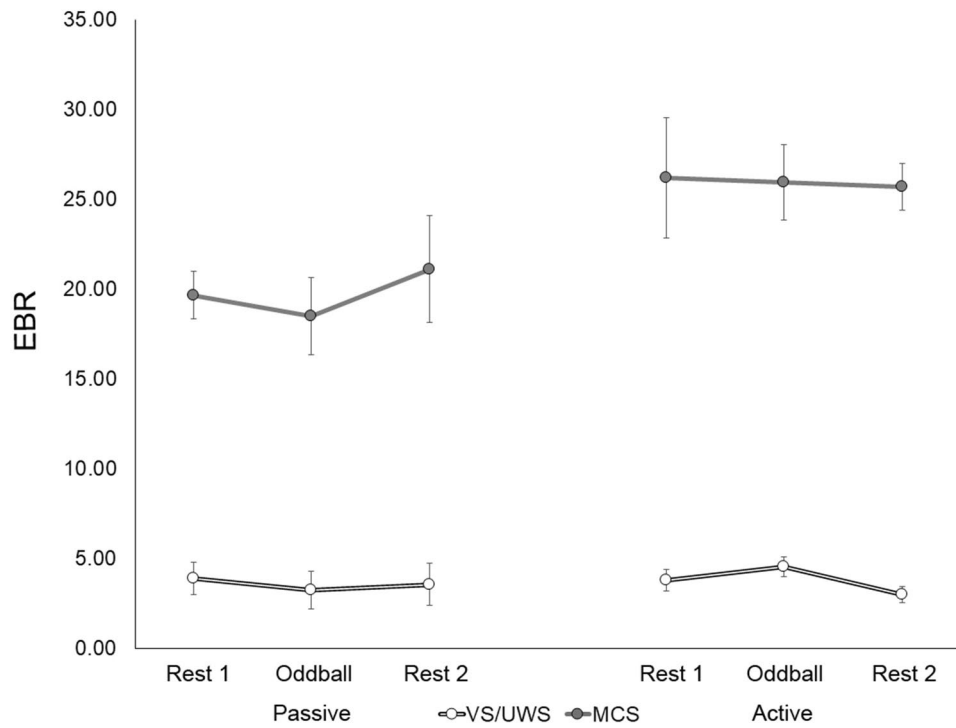 35.00
30.00
25.00
20.00
15.00
10.00
5.00
0.00
EBR
Rest 1 Oddball Rest 2 Rest 1 Oddball Rest 2
Passive VS/UWS MCS Active